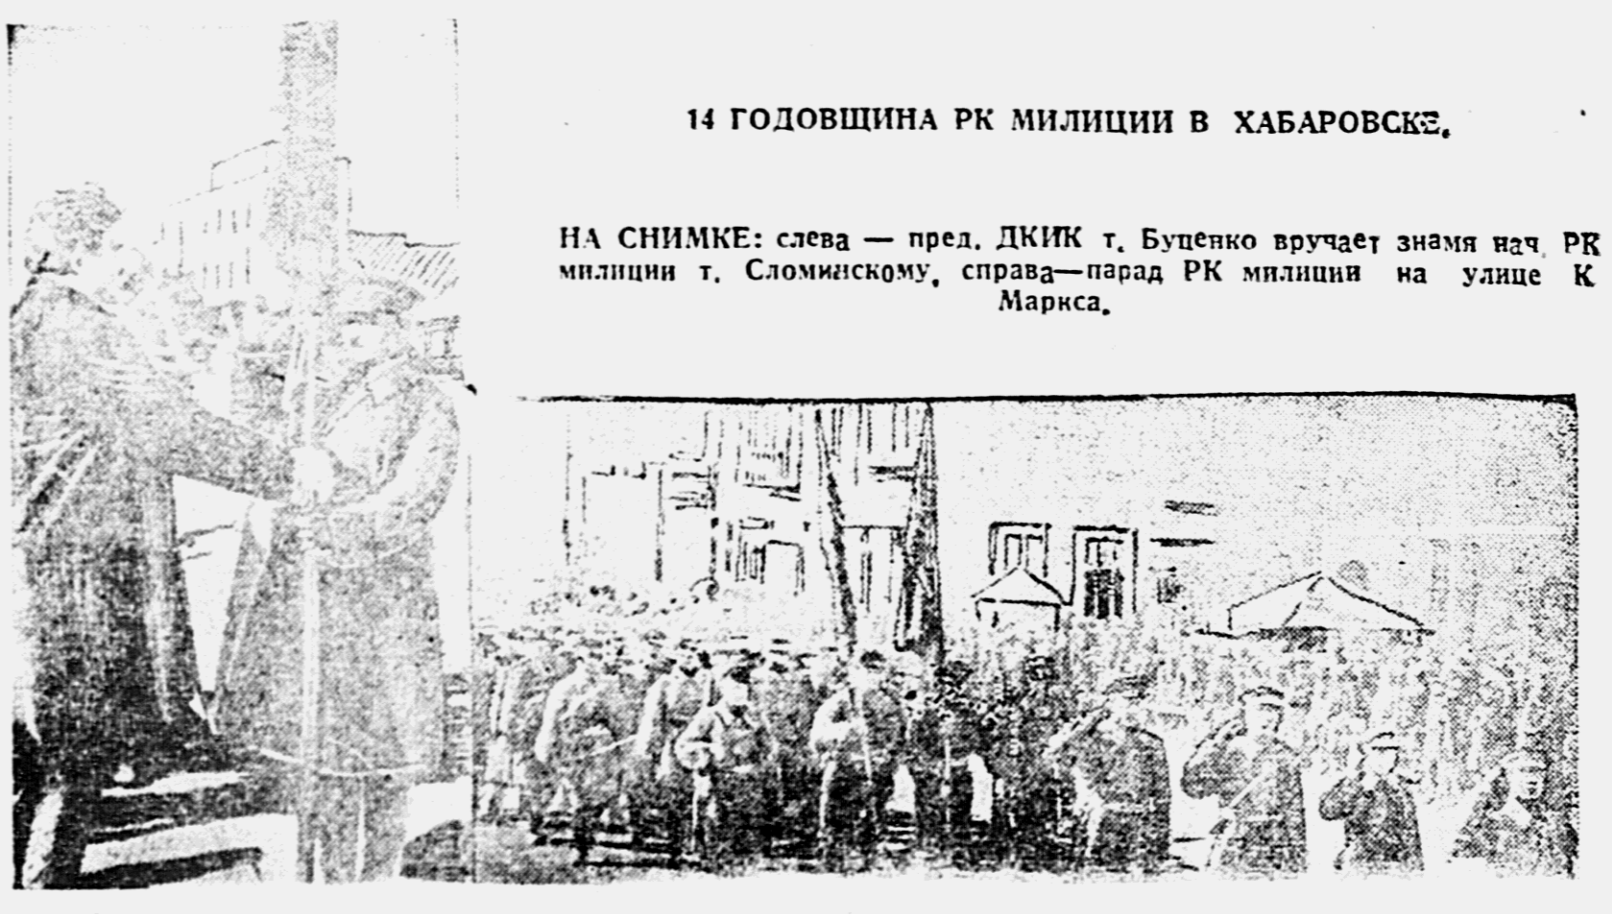 14 ГОДОВЩИНА РК МИЛИЦИИ В ХАБАРОВСКЕ.
НА СНИМКЕ: слева — пред. ДКИК т. Буценко вручает знамя нач. РК
милиции т. Сломинскому, справа—парад РК милиции на улице К
Маркса.